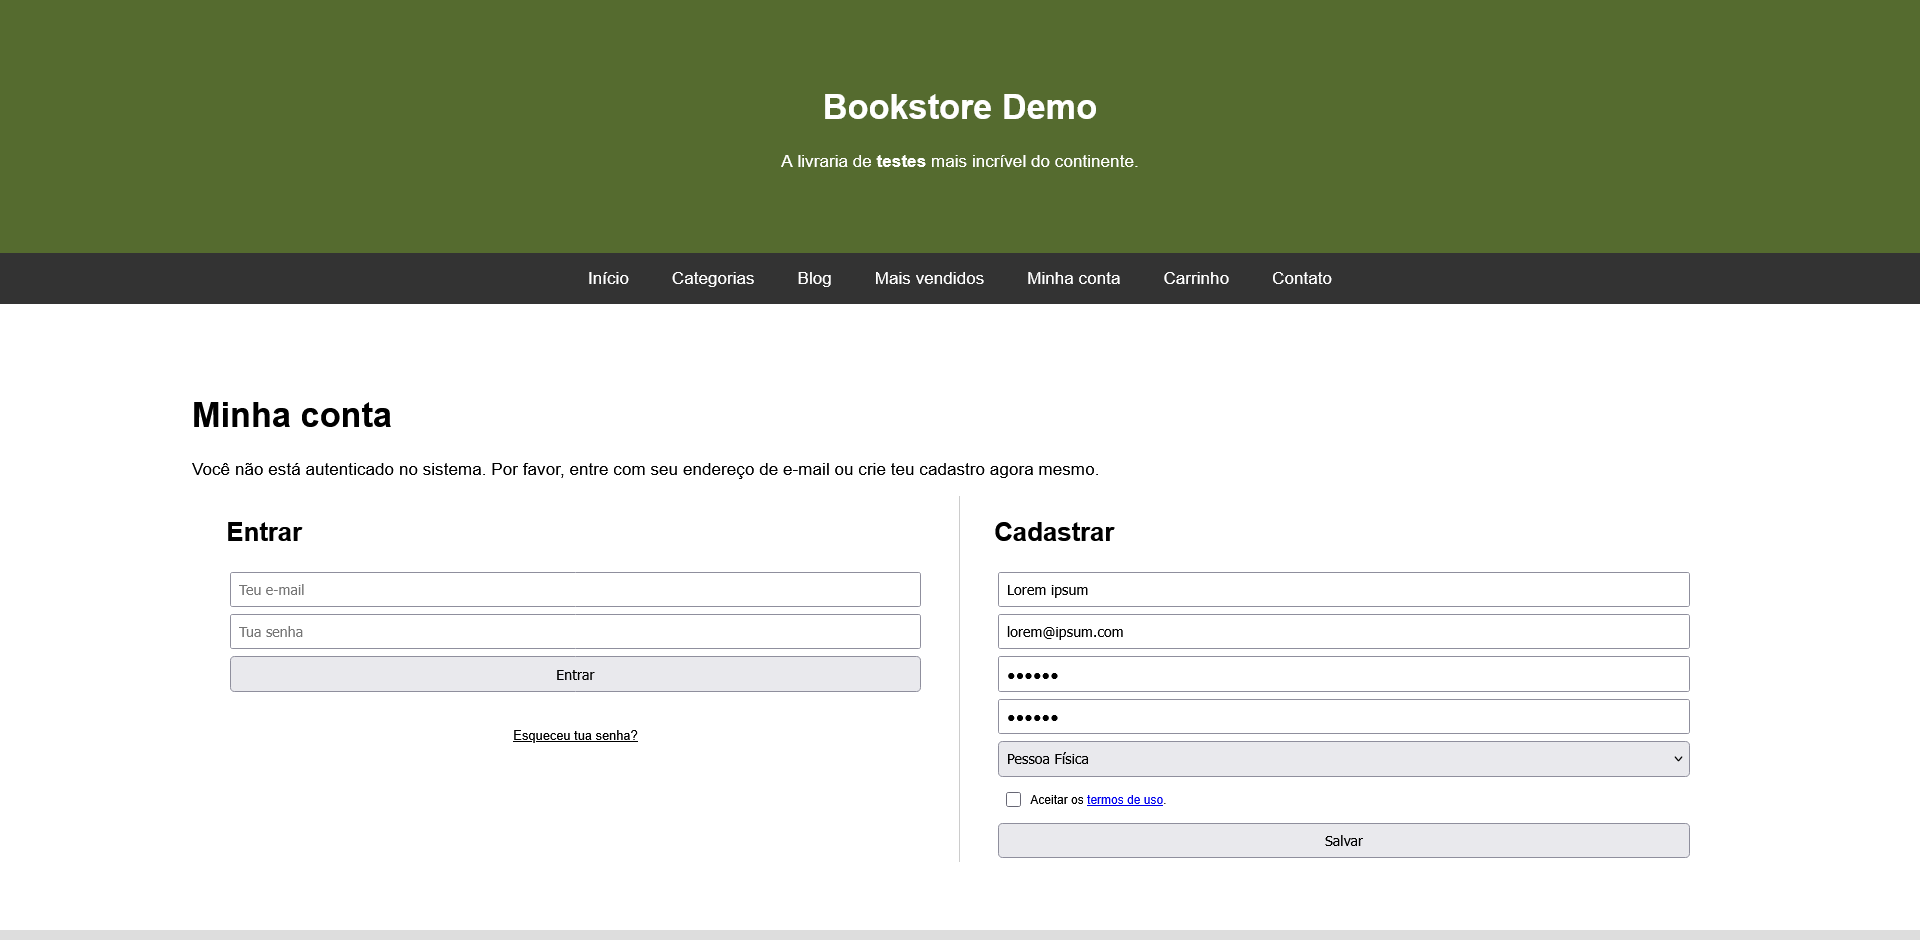 Bookstore Demo
A livraria de testes mais incrível do continente.
Início Categorias Blog Mais vendidos Minha conta Carrinho Contato
Minha conta
Você não está autenticado no sistema. Por favor, entre com seu endereço de e-mail ou crie teu cadastro agora mesmo.
Entrar
Teu e-mail
Tua senha
Entrar
Esqueceu tua senha?
Cadastrar
Lorem ipsum
lorem@ipsum.com
●●●●●●
●●●●●●
Pessoa Física
Aceitar os termos de uso.
Salvar